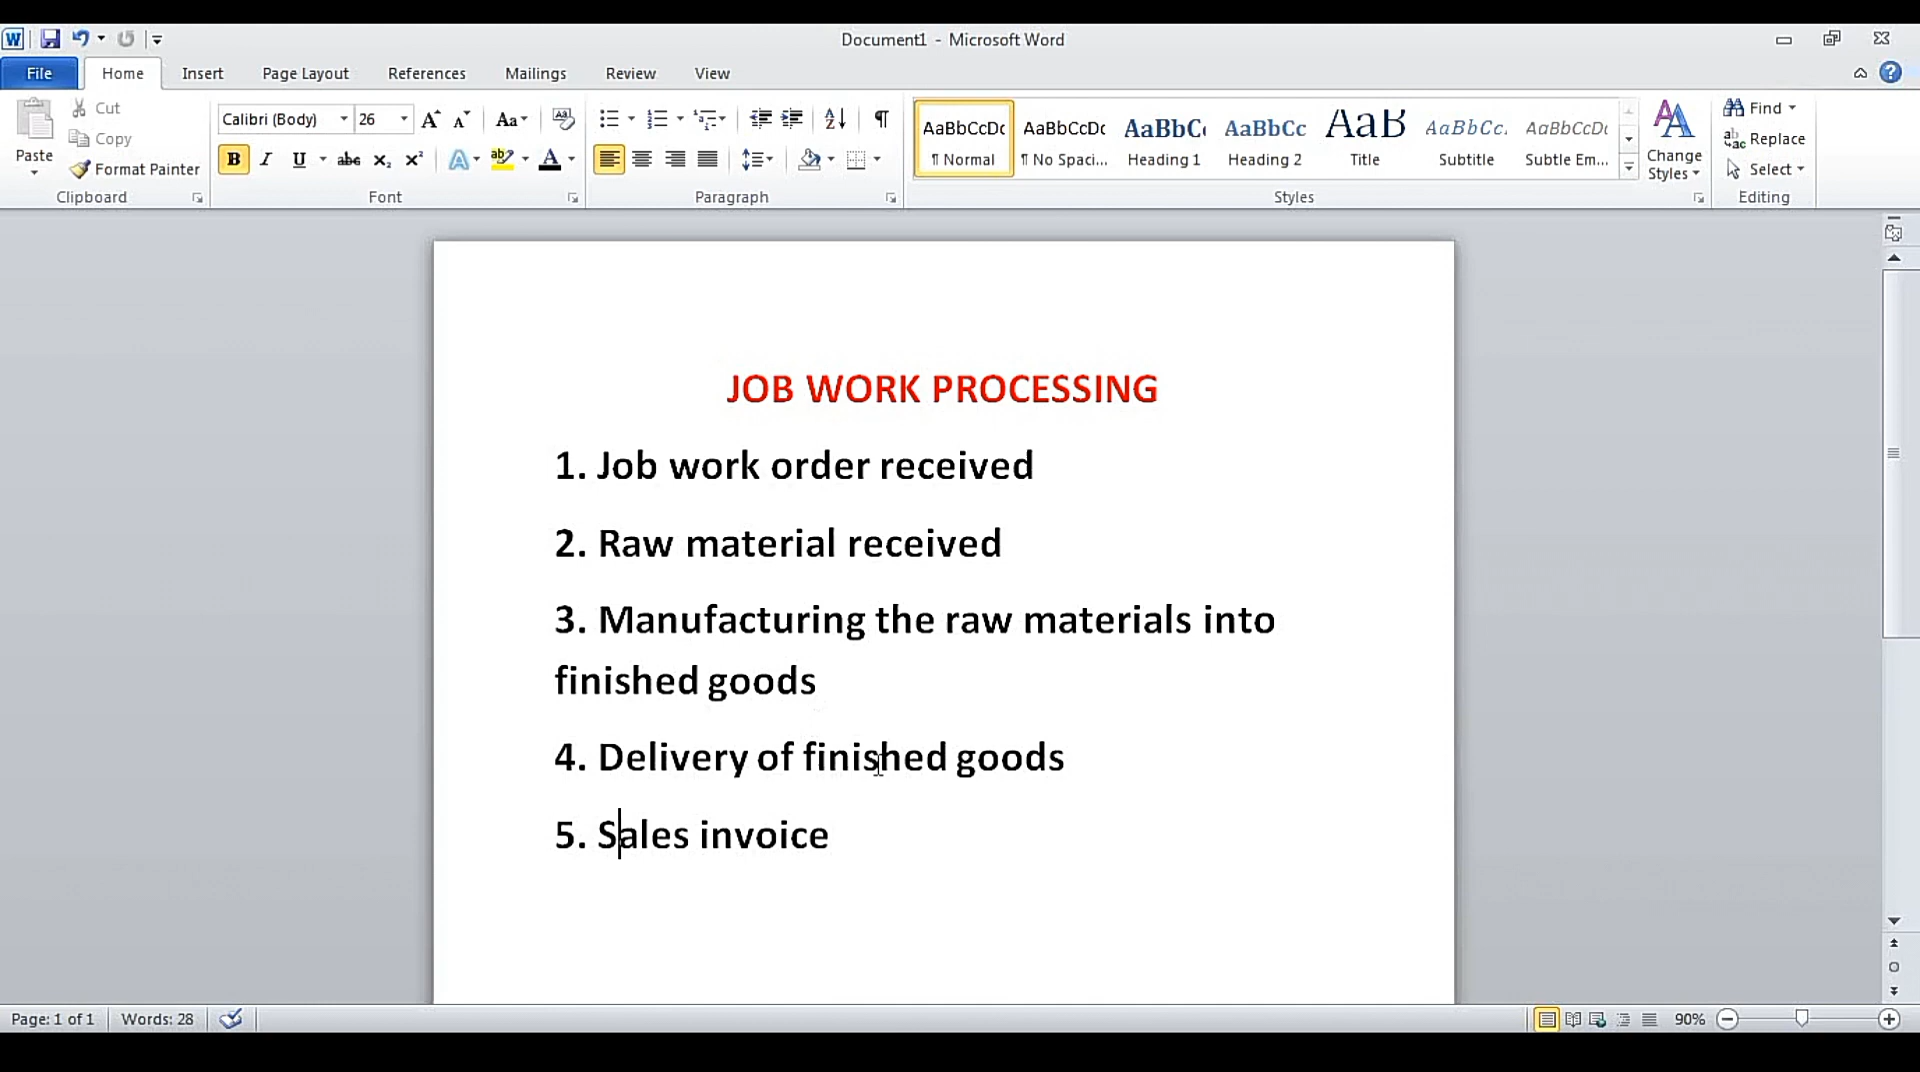 Document1 - Microsoft Word
File Home Insert Page Layout References Mailings Review View
Paste
Cut
Copy
Format Painter
Clipboard
Calibri (Body) 26
Font
Paragraph
AaBbCcDc AaBbCcDc AaBbC AaBbCc AaB AaBbCc. AaBbCcDc
¶ Normal ¶ No Spaci... Heading 1 Heading 2 Title Subtitle Subtle Em...
Change
Styles
Styles
Find
Replace
Select
Editing
JOB WORK PROCESSING
1. Job work order received
2. Raw material received
3. Manufacturing the raw materials into
finished goods
4. Delivery of finished goods
5. Sales invoice
Page: 1 of 1 Words: 28 90%